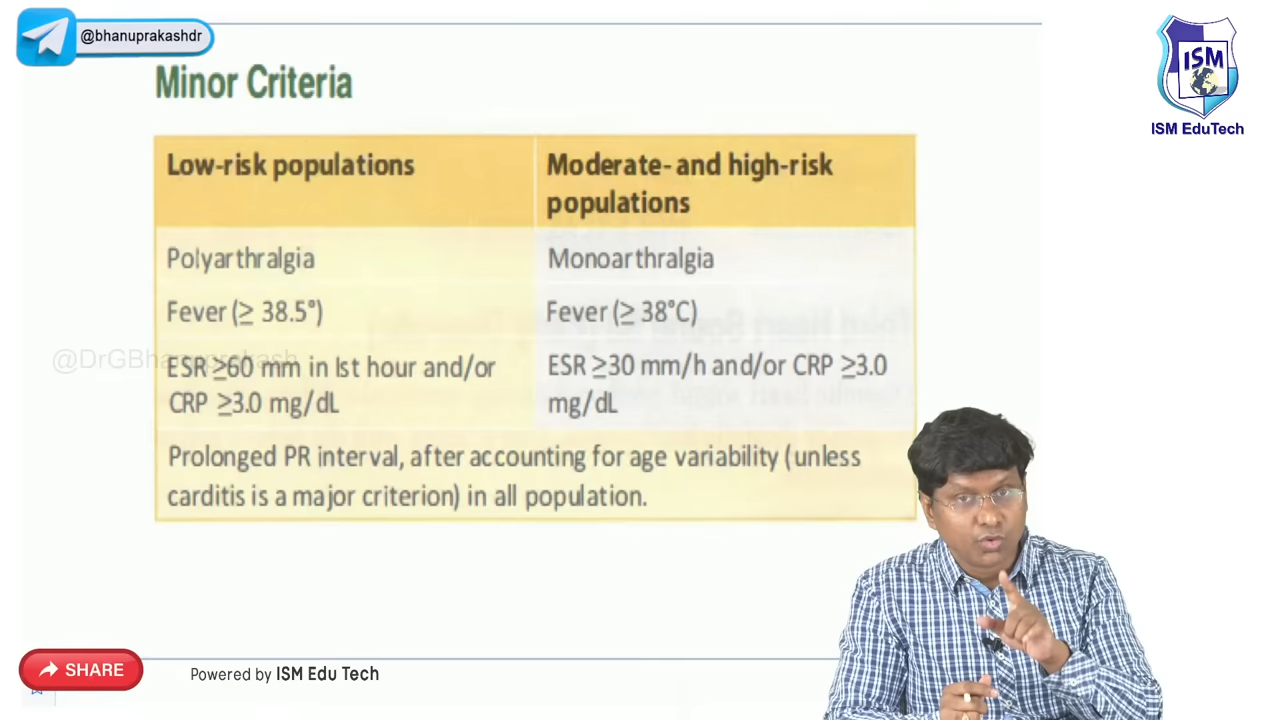 @bhanuprakashdr
ISM
ISM EduTech
Minor Criteria
Low-risk populations
Moderate- and high-risk
populations
Polyarthralgia
Monoarthralgia
Fever (≥ 38.5°)
Fever (≥ 38°C)
@DrGBhanuprakash
ESR ≥60 mm in Ist hour and/or
CRP ≥3.0 mg/dL
ESR ≥30 mm/h and/or CRP ≥3.0
mg/dL
Prolonged PR interval, after accounting for age variability (unless
carditis is a major criterion) in all population.
SHARE
Powered by ISM Edu Tech